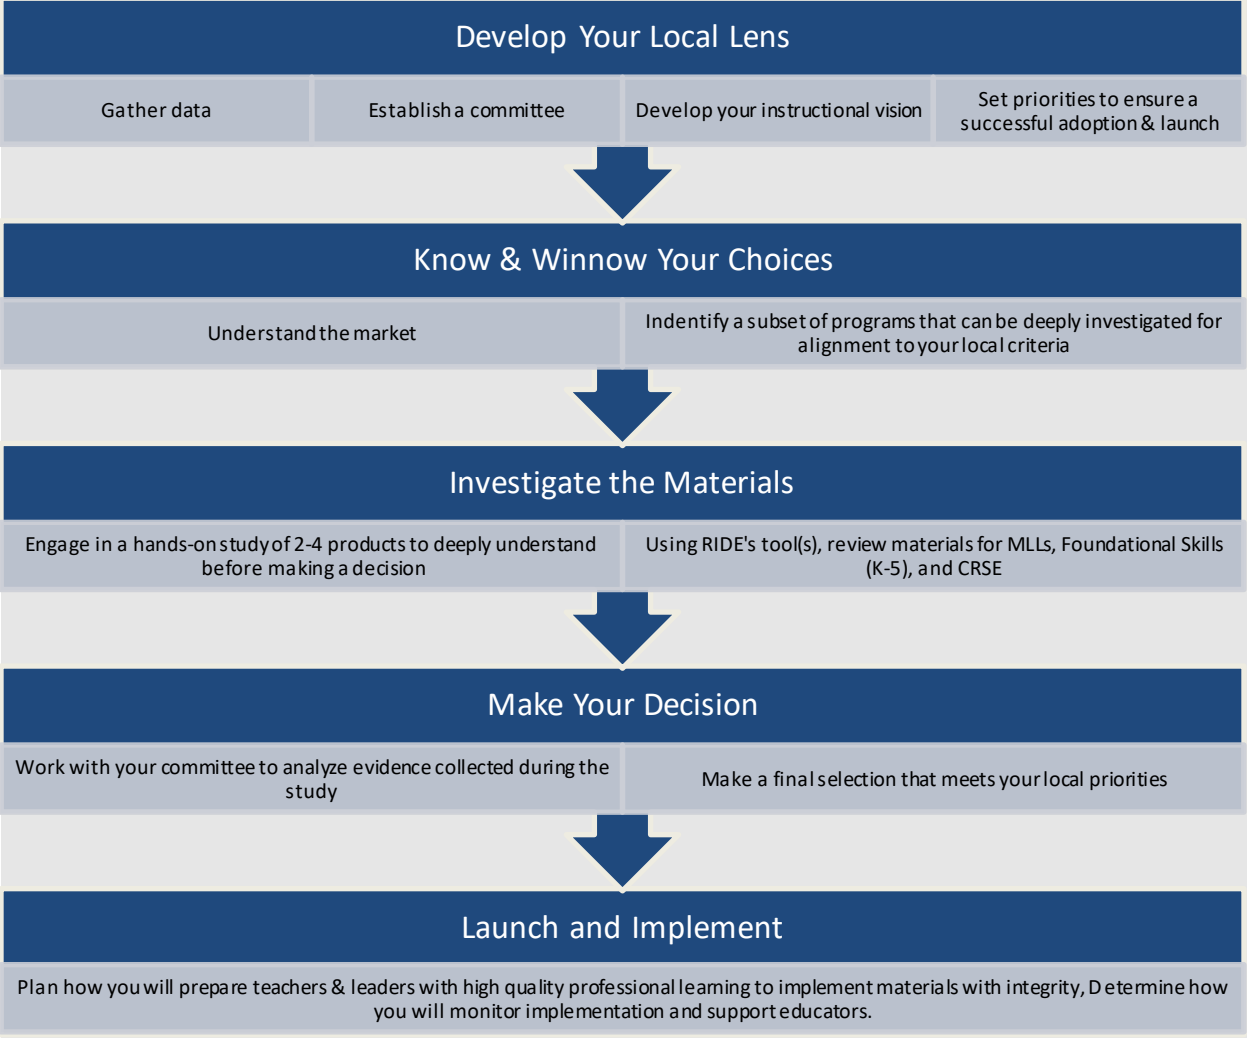 Develop Your Local Lens
Gather data
Establish a committee
Develop your instructional vision
Set priorities to ensure a
successful adoption & launch
Know & Winnow Your Choices
Understand the market
Indentify a subset of programs that can be deeply investigated for
alignment to your local criteria
Investigate the Materials
Engage in a hands-on study of 2-4 products to deeply understand
before making a decision
Using RIDE's tool(s), review materials for MLLs, Foundational Skills
(K-5), and CRSE
Make Your Decision
Work with your committee to analyze evidence collected during the
study
Make a final selection that meets your local priorities
Launch and Implement
Plan how you will prepare teachers & leaders with high quality professional learning to implement materials with integrity, Determine how
you will monitor implementation and support educators.